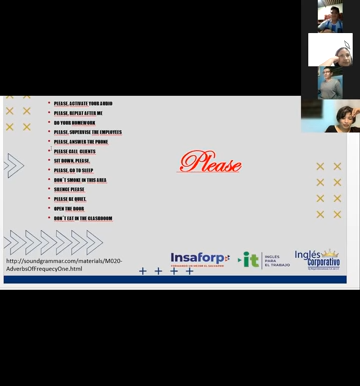 PLEASE, ACTIVATE YOUR AUDIO
PLEASE, REPEAT AFTER ME
DO YOUR HOMEWORK
PLEASE, SUPERVISE THE EMPLOYEES
PLEASE, ANSWER THE PHONE
PLEASE CALL CLIENTS
SIT DOWN, PLEASE.
PLEASE, GO TO SLEEP
DON´T SMOKE IN THIS AREA
SILENCE PLEASE
PLEASE BE QUIET.
OPEN THE DOOR
DON´T EAT IN THE CLASSROOM
Please
http://soundgrammar.com/materials/M020-
AdverbsOfFrequecyOne.html
Insaforp
it
INGLÉS
PARA
EL TRABAJO
Inglés
Corporativo